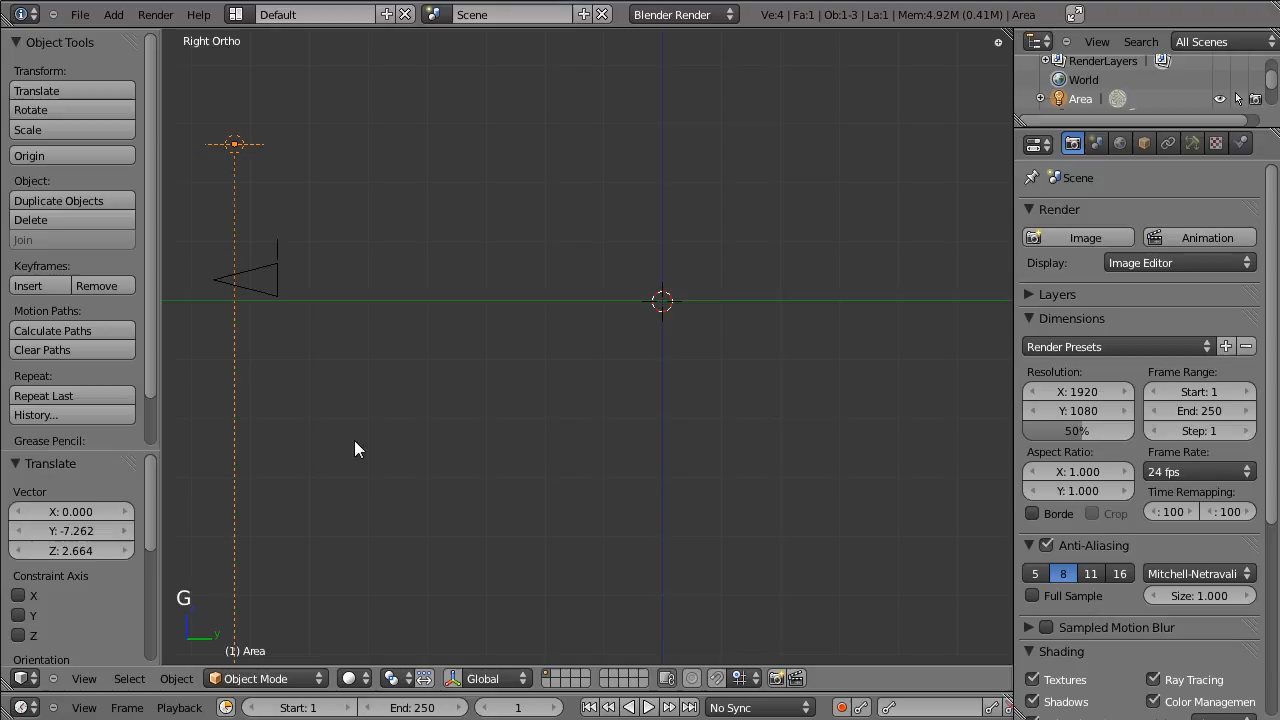 File Add Render Help Default Scene Blender Render Ve:4 | Fa:1 | Ob:1-3 | La:1 | Mem:4.92M (0.41M) | Area
Object Tools
Transform:
Translate
Rotate
Scale
Origin
Object:
Duplicate Objects
Delete
Join
Keyframes:
Insert Remove
Motion Paths:
Calculate Paths
Clear Paths
Repeat:
Repeat Last
History...
Grease Pencil:
Translate
Vector
X: 0.000
Y: -7.262
Z: 2.664
Constraint Axis
X
Y
Z
Orientation
Right Ortho
G
y
(1) Area
View Select Object Object Mode Global
View Frame Playback Start: 1 End: 250 1 No Sync
View Search All Scenes
RenderLayers |
World
Area |
Scene
Render
Image Animation
Display: Image Editor
Layers
Dimensions
Render Presets
Resolution: Frame Range:
X: 1920 Start: 1
Y: 1080 End: 250
50% Step: 1
Aspect Ratio: Frame Rate:
X: 1.000 24 fps
Y: 1.000 Time Remapping:
Borde Crop : 100 : 100
Anti-Aliasing
5 8 11 16 Mitchell-Netravali
Full Sample Size: 1.000
Sampled Motion Blur
Shading
Textures Ray Tracing
Shadows Color Managemen